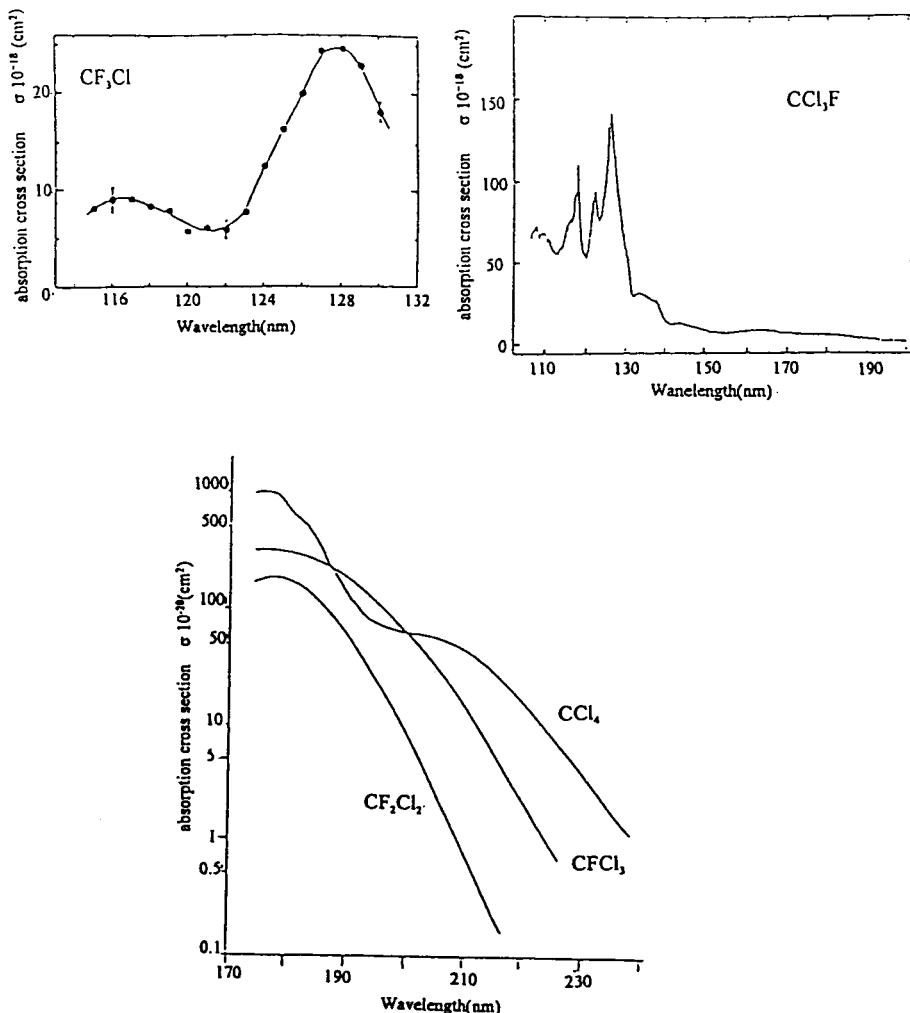 absorption cross section σ 10⁻¹⁸ (cm²)
CF₃Cl
20
10
0
116
120
124
128
132
Wavelength(nm)
absorption cross section σ 10⁻¹⁸ (cm²)
CCl₃F
150
100
50
0
110
130
150
170
190
Wanelength(nm)
absorption cross section σ 10⁻²⁰(cm²)
1000
500
100
50
10
5
1
0.5
0.1
CCl₄
CF₂Cl₂
CFCl₃
170
190
210
230
Wavelength(nm)